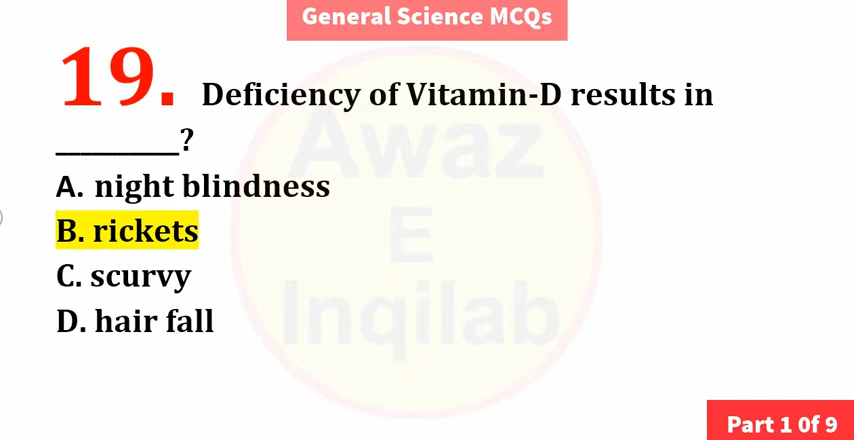 General Science MCQs
19. Deficiency of Vitamin-D results in
__________?
A. night blindness
B. rickets
C. scurvy
D. hair fall
Awaz
E
Inqilab
Part 1 0f 9